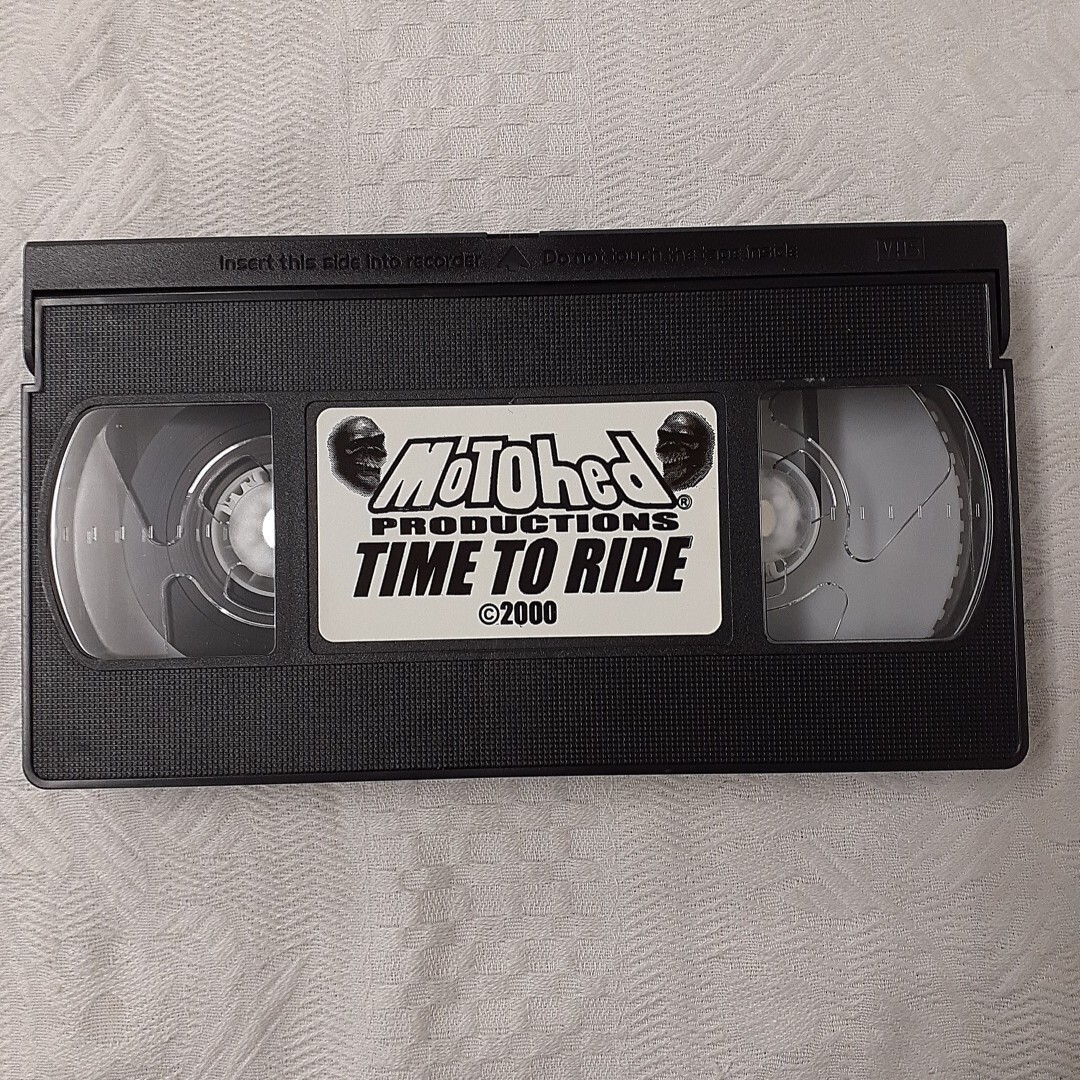 Insert this side into recorder Do not touch the tape inside VHS
MOTOhed®
PRODUCTIONS
TIME TO RIDE
©2000